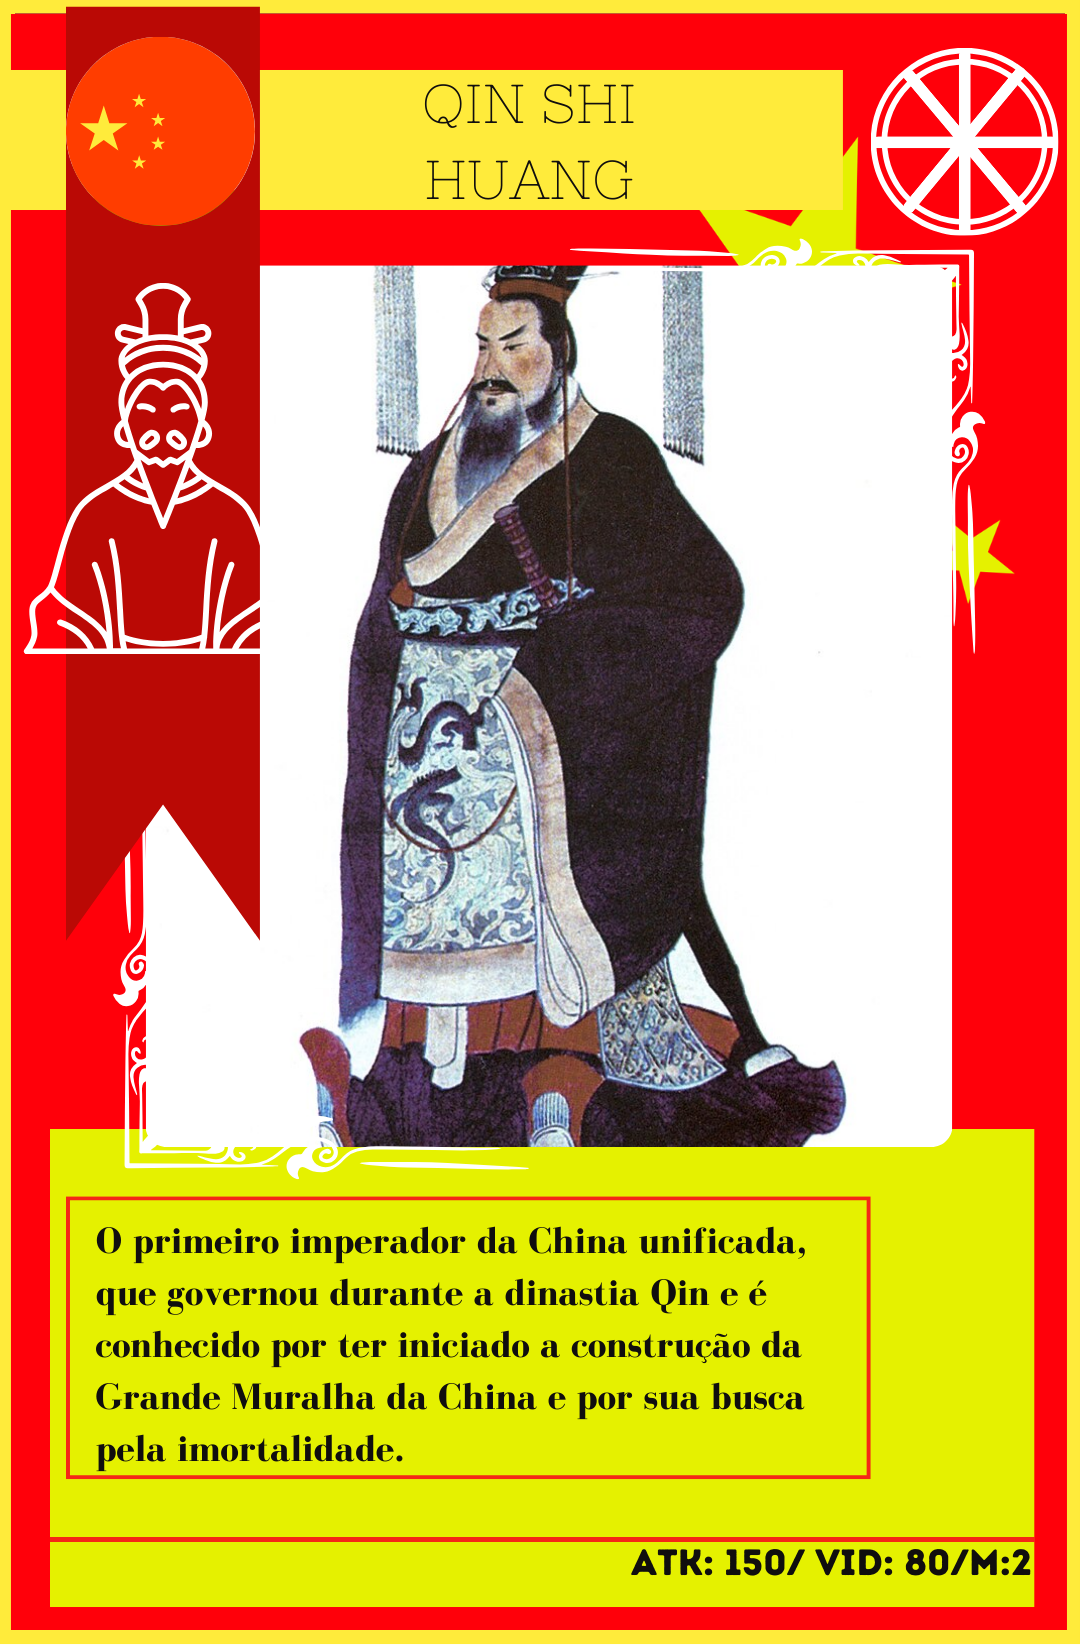 QIN SHI
HUANG
O primeiro imperador da China unificada,
que governou durante a dinastia Qin e é
conhecido por ter iniciado a construção da
Grande Muralha da China e por sua busca
pela imortalidade.
ATK: 150/ VID: 80/M:2